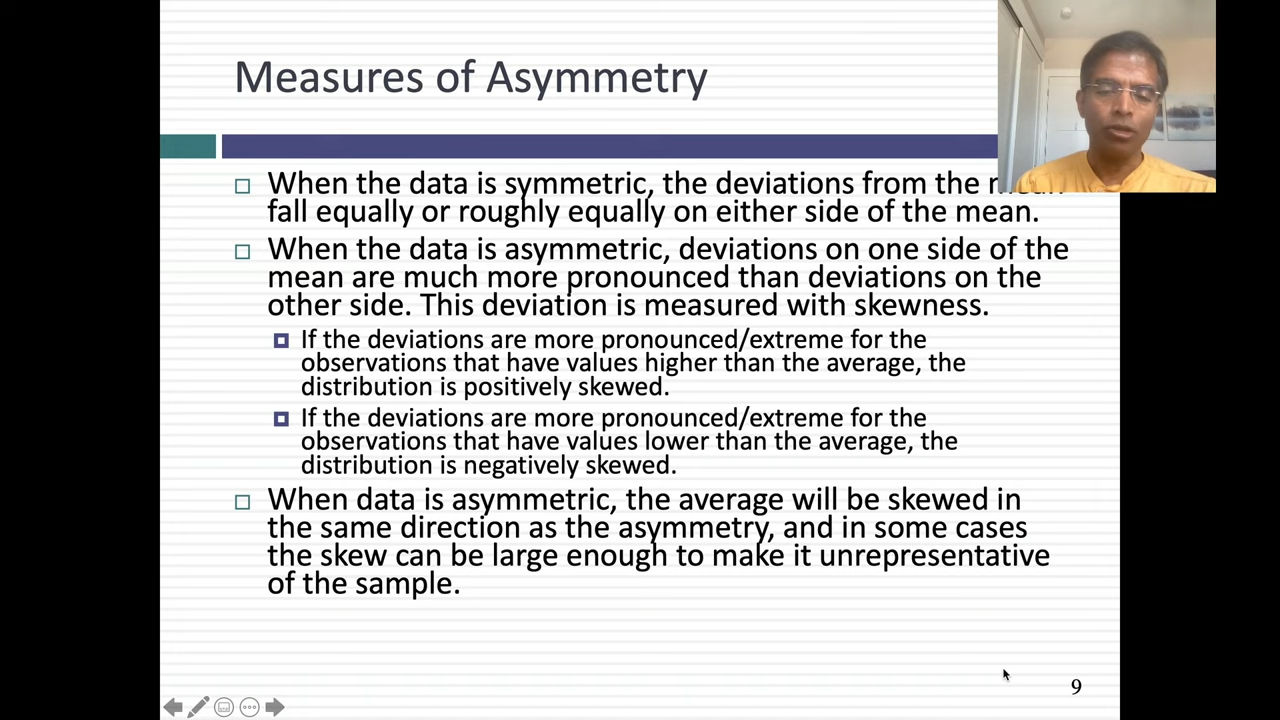 Measures of Asymmetry
When the data is symmetric, the deviations from the
fall equally or roughly equally on either side of the mean.
When the data is asymmetric, deviations on one side of the
mean are much more pronounced than deviations on the
other side. This deviation is measured with skewness.
If the deviations are more pronounced/extreme for the
observations that have values higher than the average, the
distribution is positively skewed.
If the deviations are more pronounced/extreme for the
observations that have values lower than the average, the
distribution is negatively skewed.
When data is asymmetric, the average will be skewed in
the same direction as the asymmetry, and in some cases
the skew can be large enough to make it unrepresentative
of the sample.
9